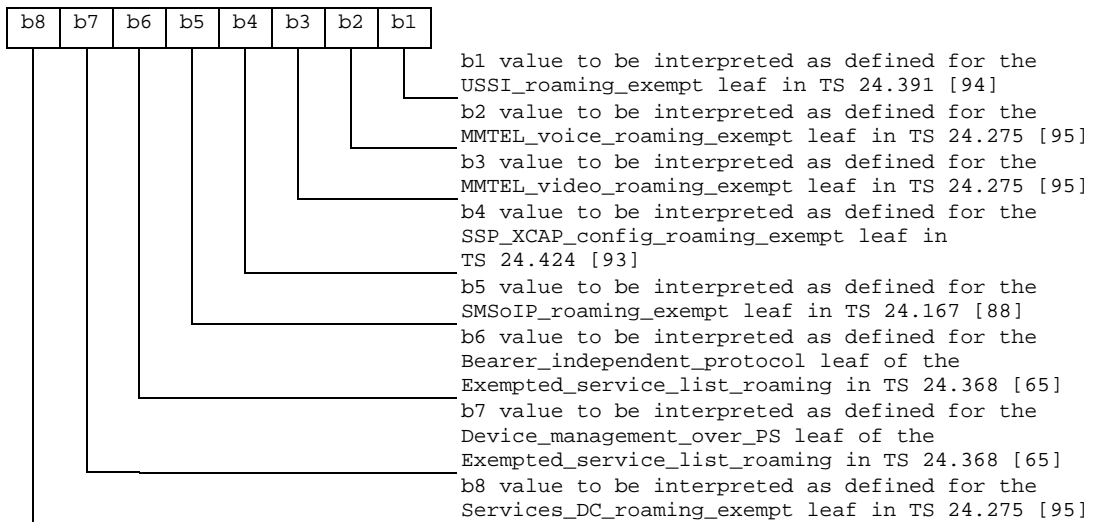 b8 b7 b6 b5 b4 b3 b2 b1
b1 value to be interpreted as defined for the
USSI_roaming_exempt leaf in TS 24.391 [94]
b2 value to be interpreted as defined for the
MMTEL_voice_roaming_exempt leaf in TS 24.275 [95]
b3 value to be interpreted as defined for the
MMTEL_video_roaming_exempt leaf in TS 24.275 [95]
b4 value to be interpreted as defined for the
SSP_XCAP_config_roaming_exempt leaf in
TS 24.424 [93]
b5 value to be interpreted as defined for the
SMSoIP_roaming_exempt leaf in TS 24.167 [88]
b6 value to be interpreted as defined for the
Bearer_independent_protocol leaf of the
Exempted_service_list_roaming in TS 24.368 [65]
b7 value to be interpreted as defined for the
Device_management_over_PS leaf of the
Exempted_service_list_roaming in TS 24.368 [65]
b8 value to be interpreted as defined for the
Services_DC_roaming_exempt leaf in TS 24.275 [95]